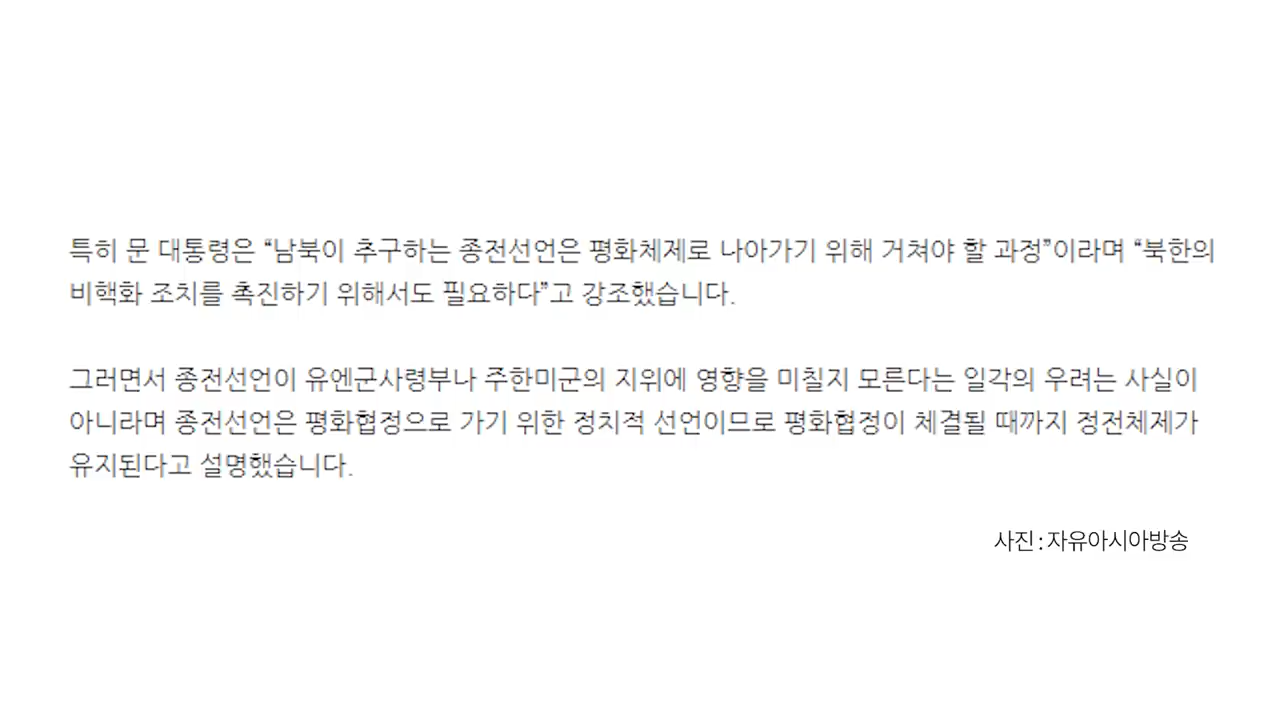 특히 문 대통령은 “남북이 추구하는 종전선언은 평화체제로 나아가기 위해 거쳐야 할 과정”이라며 “북한의
비핵화 조치를 촉진하기 위해서도 필요하다”고 강조했습니다.
그러면서 종전선언이 유엔군사령부나 주한미군의 지위에 영향을 미칠지 모른다는 일각의 우려는 사실이
아니라며 종전선언은 평화협정으로 가기 위한 정치적 선언이므로 평화협정이 체결될 때까지 정전체제가
유지된다고 설명했습니다.
사진 : 자유아시아방송